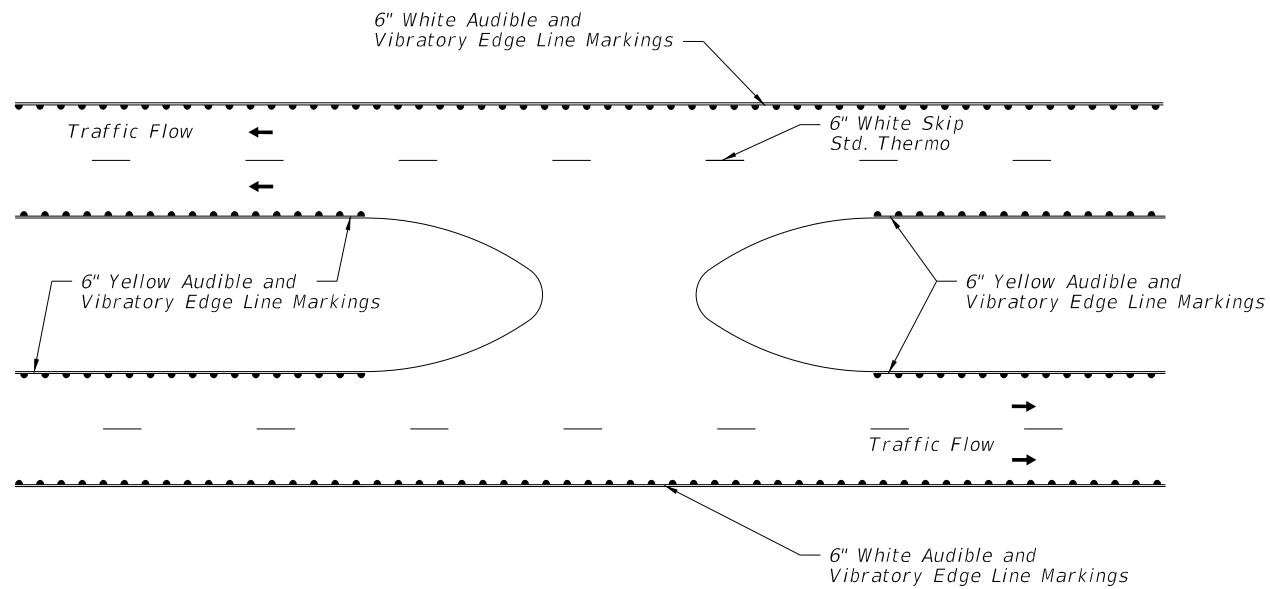 6" White Audible and
Vibratory Edge Line Markings
Traffic Flow
6" White Skip
Std. Thermo
6" Yellow Audible and
Vibratory Edge Line Markings
6" Yellow Audible and
Vibratory Edge Line Markings
Traffic Flow
6" White Audible and
Vibratory Edge Line Markings